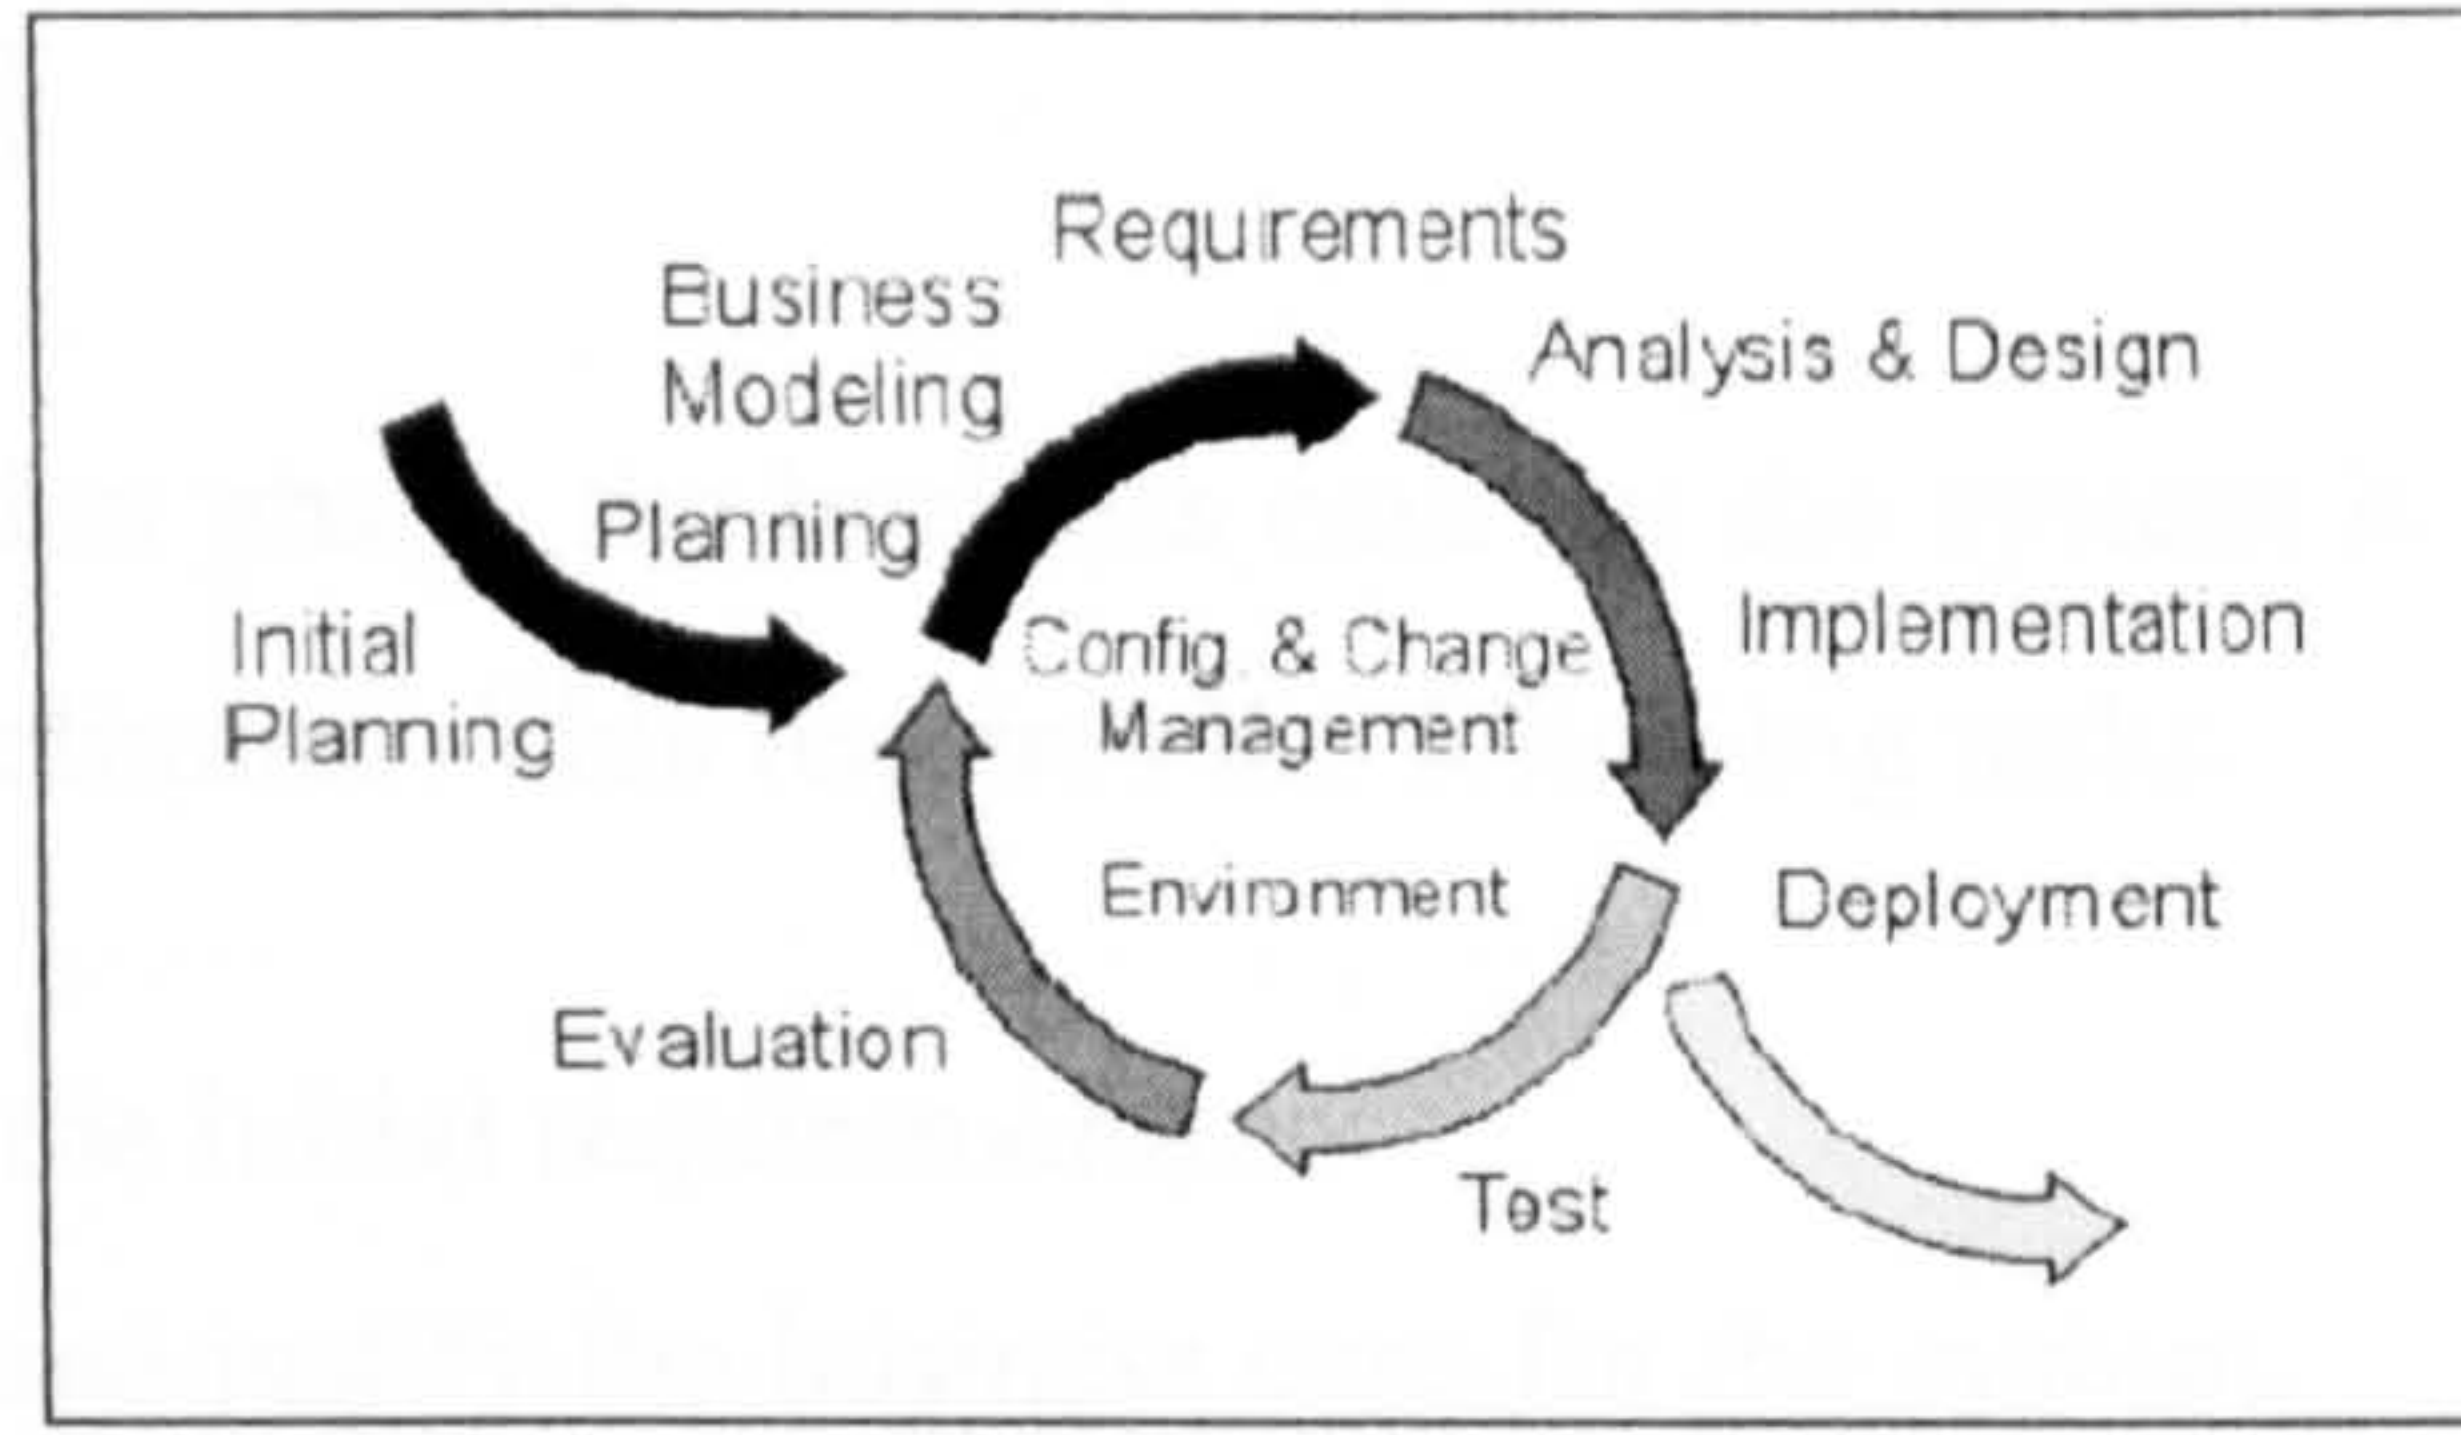 Requirements
Business
Modeling
Analysis & Design
Planning
Initial
Planning
Config. & Change
Management
Implementation
Environment
Deployment
Evaluation
Test